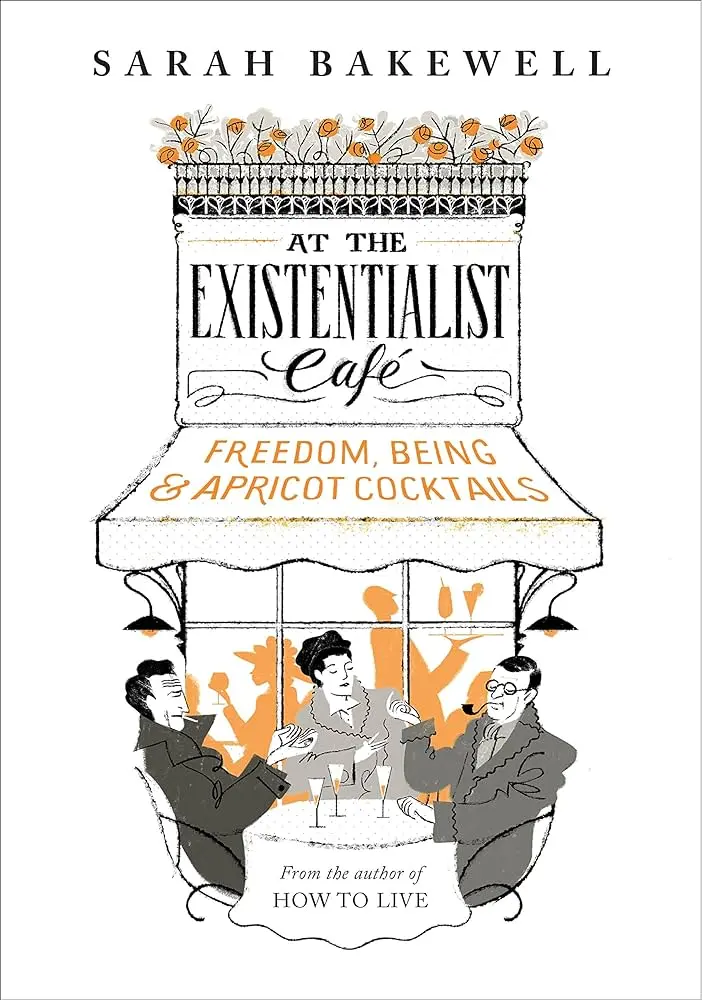 SARAH BAKEWELL
AT THE
EXISTENTIALIST
Café
FREEDOM, BEING
& APRICOT COCKTAILS
From the author of
HOW TO LIVE